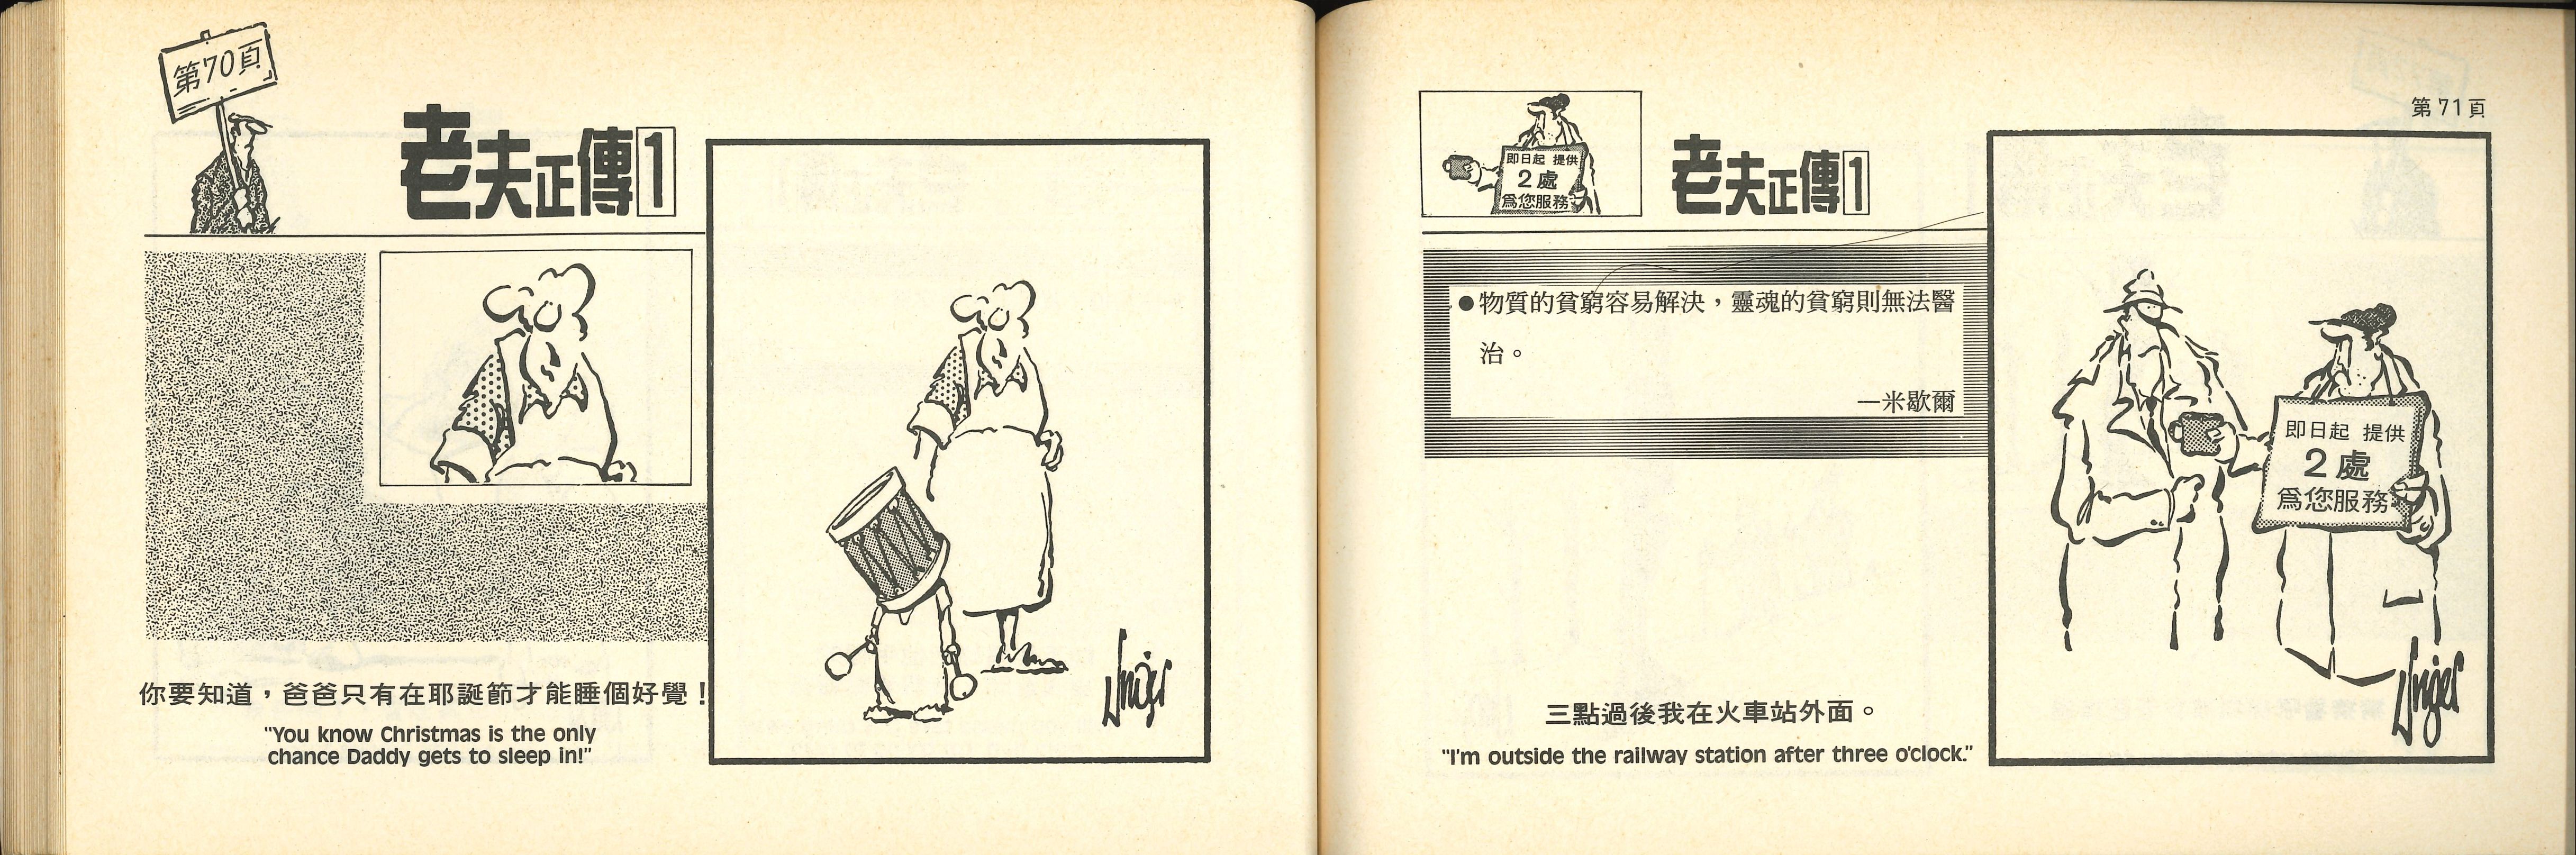 第70頁
老夫正傳1
你要知道，爸爸只有在耶誕節才能睡個好覺！
"You know Christmas is the only
chance Daddy gets to sleep in!"
Unger
第71頁
即日起 提供
2處
爲您服務
老夫正傳1
●物質的貧窮容易解決，靈魂的貧窮則無法醫
治。
—米歇爾
即日起 提供
2處
爲您服務
三點過後我在火車站外面。
"I'm outside the railway station after three o'clock."
Unger